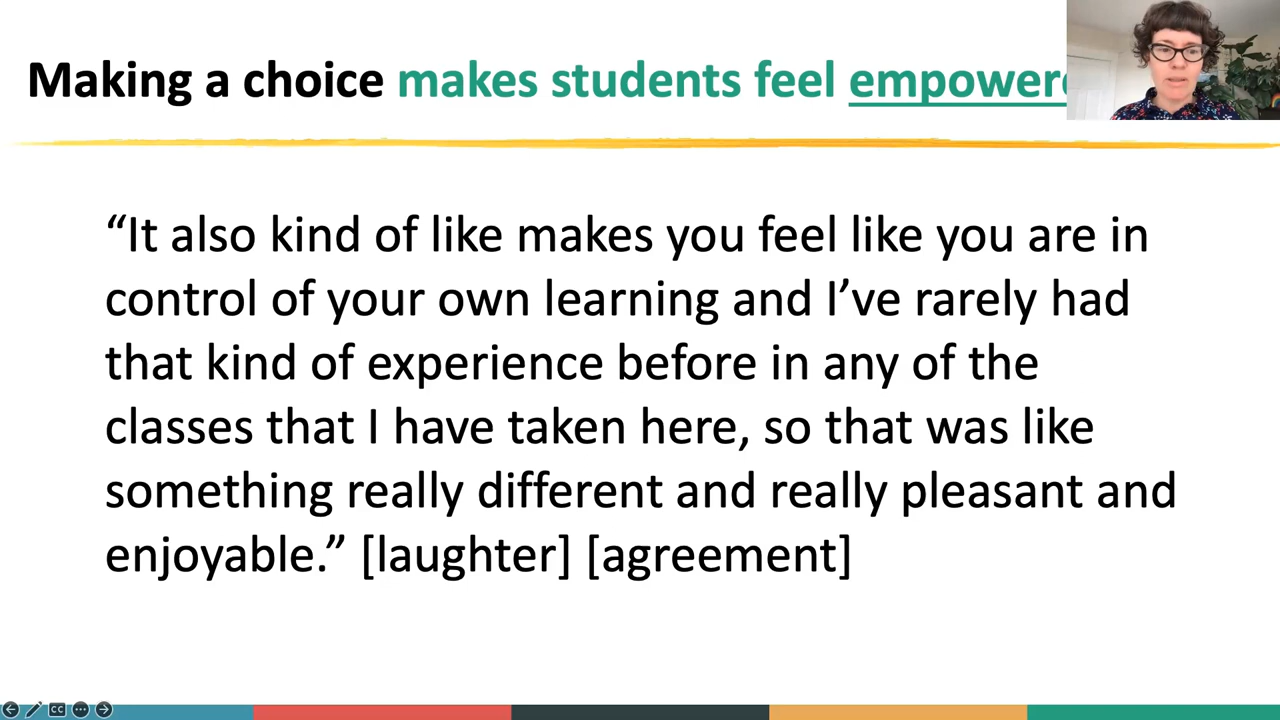 Making a choice makes students feel empower
“It also kind of like makes you feel like you are in
control of your own learning and I’ve rarely had
that kind of experience before in any of the
classes that I have taken here, so that was like
something really different and really pleasant and
enjoyable.” [laughter] [agreement]
CC